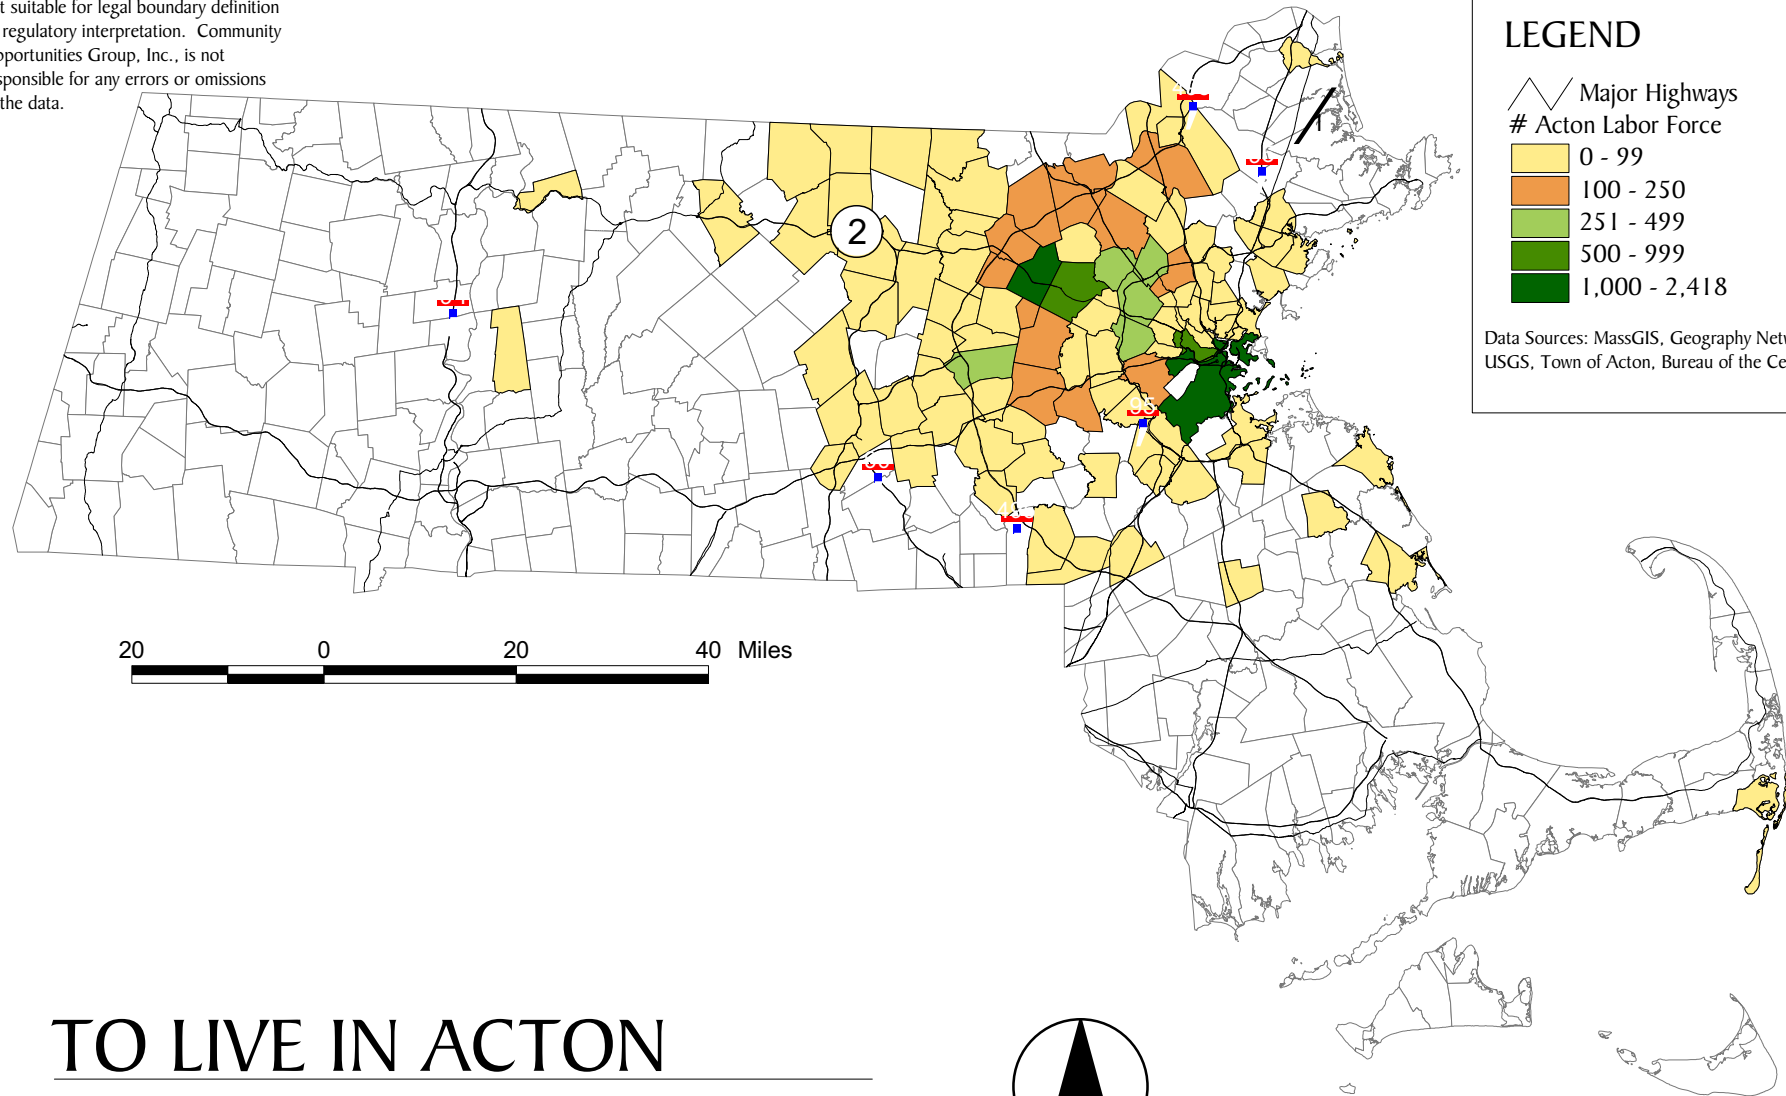 t suitable for legal boundary definition
regulatory interpretation. Community
pportunities Group, Inc., is not
sponsible for any errors or omissions
the data.
LEGEND
Major Highways
# Acton Labor Force
0 - 99
100 - 250
251 - 499
500 - 999
1,000 - 2,418
Data Sources: MassGIS, Geography Netw
USGS, Town of Acton, Bureau of the Ce
2
95
20 0 20 40 Miles
TO LIVE IN ACTON